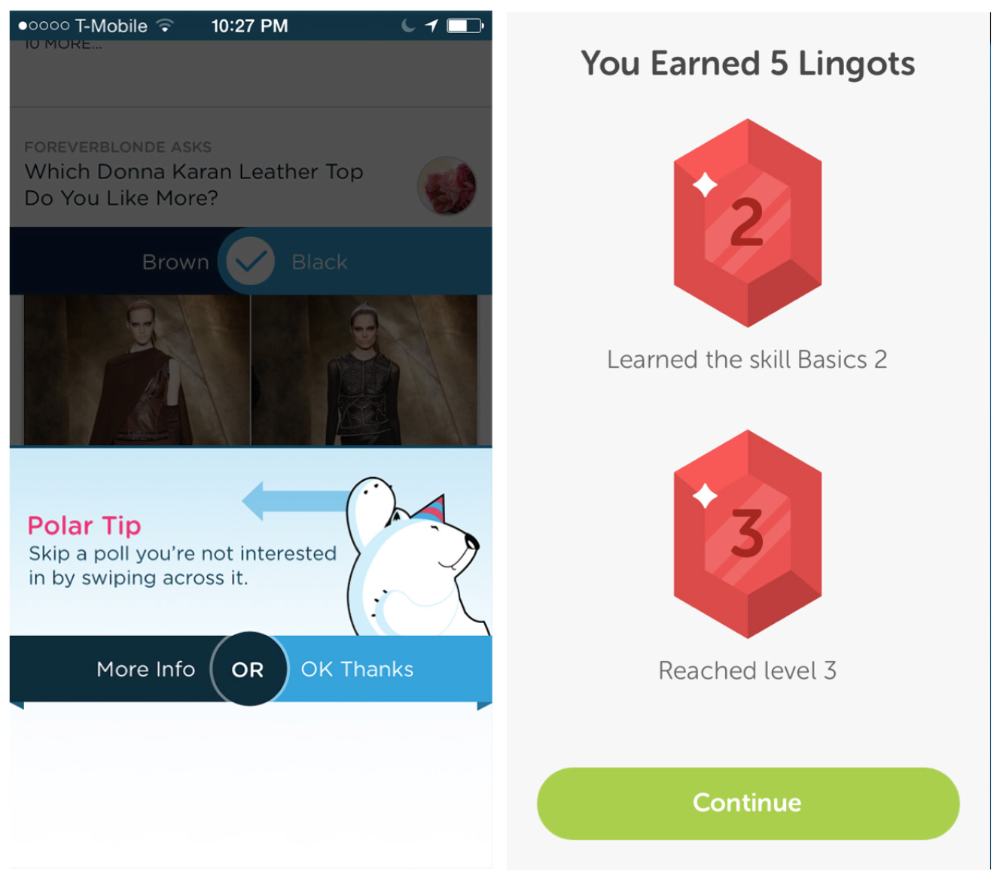 T-Mobile 10:27 PM
10 MORE...
FOREVERBLONDE ASKS
Which Donna Karan Leather Top
Do You Like More?
Brown Black
Polar Tip
Skip a poll you're not interested
in by swiping across it.
More Info OR OK Thanks
You Earned 5 Lingots
2
Learned the skill Basics 2
3
Reached level 3
Continue